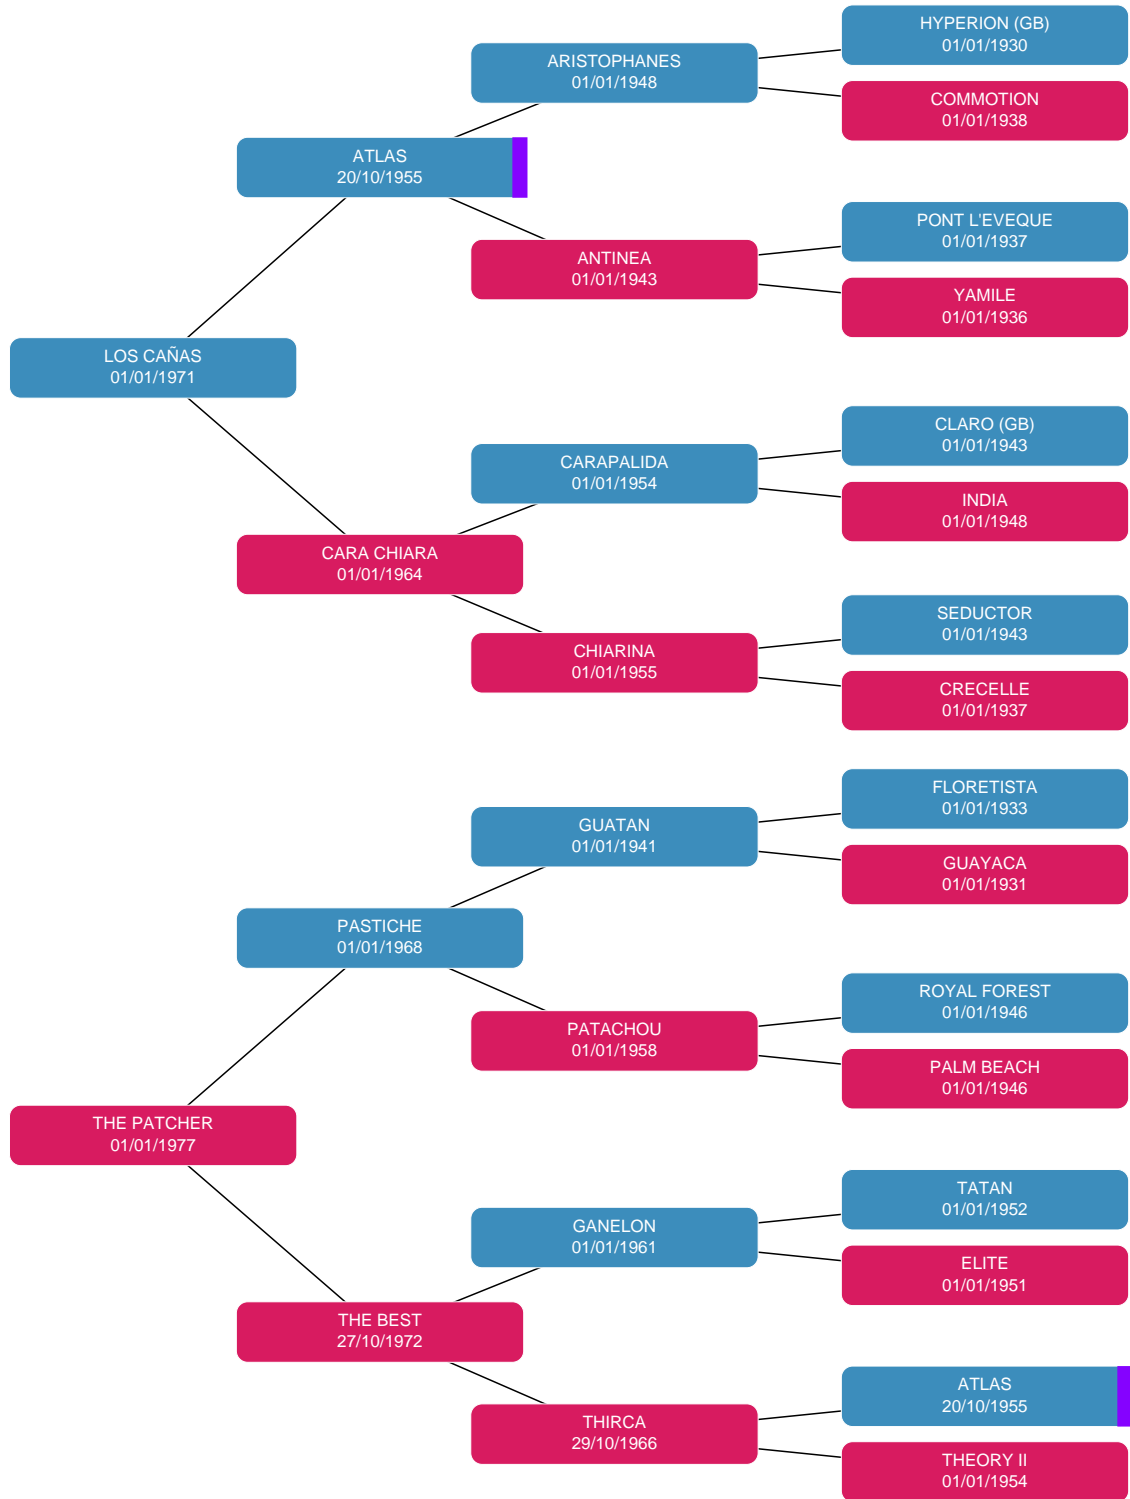 HYPERION (GB)
01/01/1930
ARISTOPHANES
01/01/1948
COMMOTION
01/01/1938
ATLAS
20/10/1955
PONT L'EVEQUE
01/01/1937
ANTINEA
01/01/1943
YAMILE
01/01/1936
LOS CAÑAS
01/01/1971
CLARO (GB)
01/01/1943
CARAPALIDA
01/01/1954
INDIA
01/01/1948
CARA CHIARA
01/01/1964
SEDUCTOR
01/01/1943
CHIARINA
01/01/1955
CRECELLE
01/01/1937
FLORETISTA
01/01/1933
GUATAN
01/01/1941
GUAYACA
01/01/1931
PASTICHE
01/01/1968
ROYAL FOREST
01/01/1946
PATACHOU
01/01/1958
PALM BEACH
01/01/1946
THE PATCHER
01/01/1977
TATAN
01/01/1952
GANELON
01/01/1961
ELITE
01/01/1951
THE BEST
27/10/1972
ATLAS
20/10/1955
THIRCA
29/10/1966
THEORY II
01/01/1954